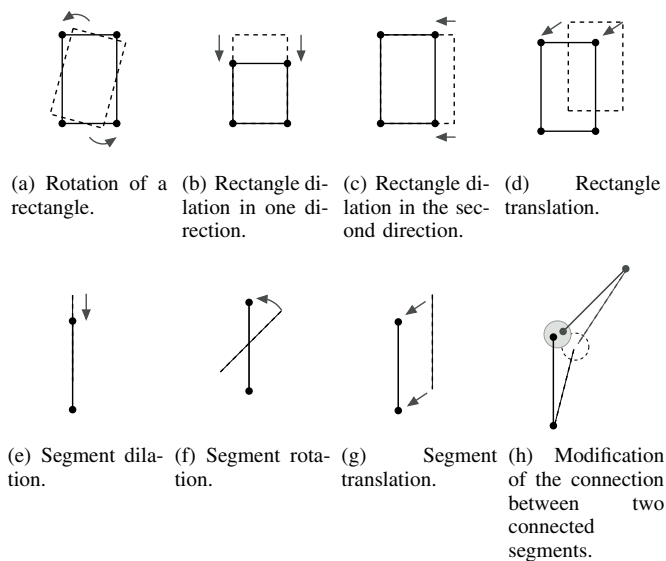 (a) Rotation of a
rectangle.
(b) Rectangle di-
lation in one di-
rection.
(c) Rectangle di-
lation in the sec-
ond direction.
(d) Rectangle
translation.
(e) Segment dila-
tion.
(f) Segment rota-
tion.
(g) Segment
translation.
(h) Modification
of the connection
between two
connected
segments.